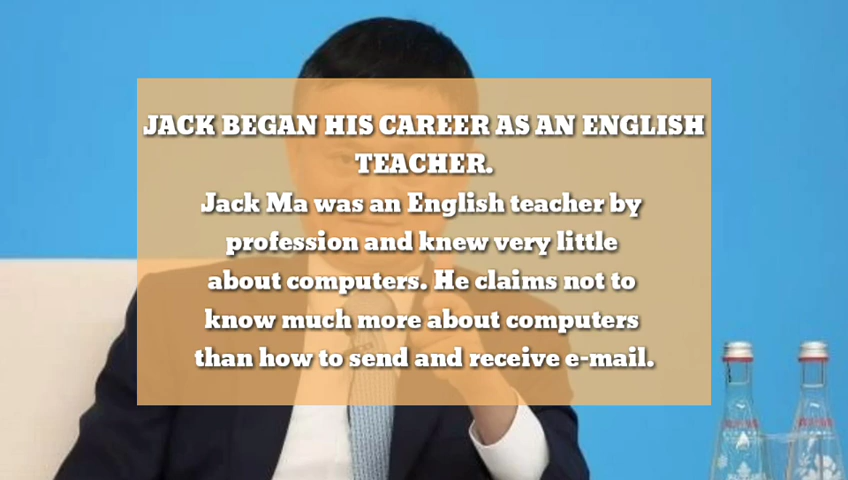 JACK BEGAN HIS CAREER AS AN ENGLISH
TEACHER.
Jack Ma was an English teacher by
profession and knew very little
about computers. He claims not to
know much more about computers
than how to send and receive e-mail.